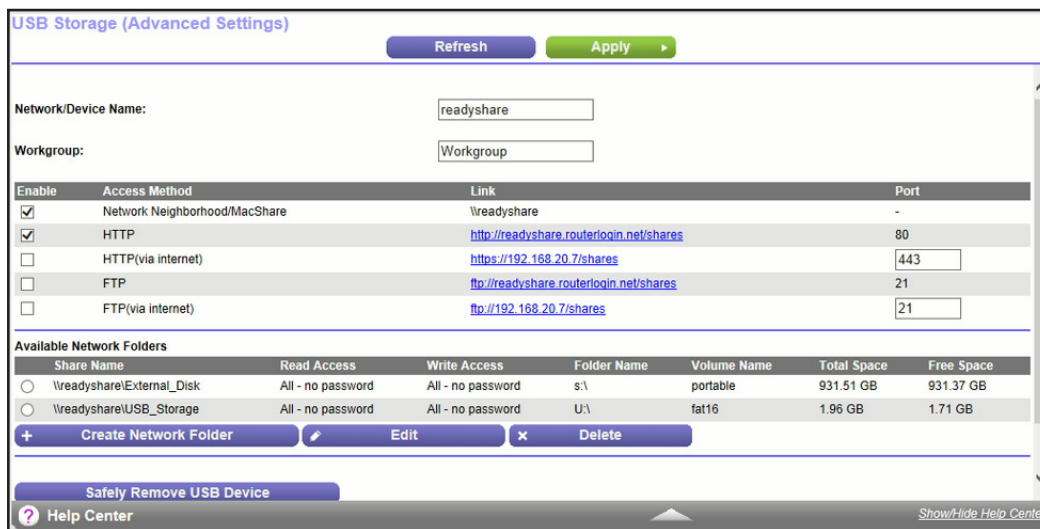 USB Storage (Advanced Settings)
Refresh Apply
Network/Device Name: readyshare
Workgroup: Workgroup
Enable Access Method Link Port
Network Neighborhood/MacShare \\readyshare -
HTTP http://readyshare.routerlogin.net/shares 80
HTTP(via internet) https://192.168.20.7/shares 443
FTP ftp://readyshare.routerlogin.net/shares 21
FTP(via internet) ftp://192.168.20.7/shares 21
Available Network Folders
Share Name Read Access Write Access Folder Name Volume Name Total Space Free Space
\\readyshare\External_Disk All - no password All - no password s:\ portable 931.51 GB 931.37 GB
\\readyshare\USB_Storage All - no password All - no password U:\ fat16 1.96 GB 1.71 GB
+ Create Network Folder Edit x Delete
Safely Remove USB Device
? Help Center Show/Hide Help Cente